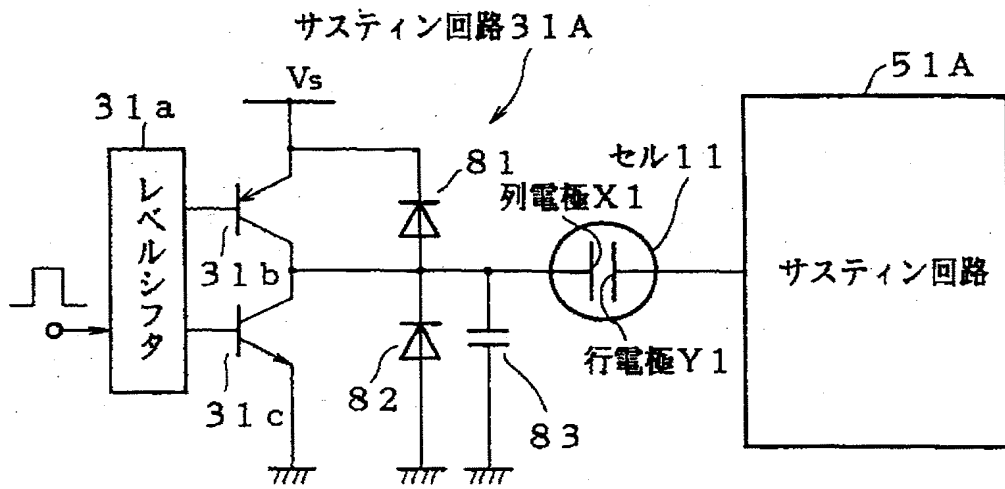 サスティン回路31A
51A
Vs
31a
81
セル11
列電極X1
レベルシフタ
31b
サスティン回路
行電極Y1
82
31c
83